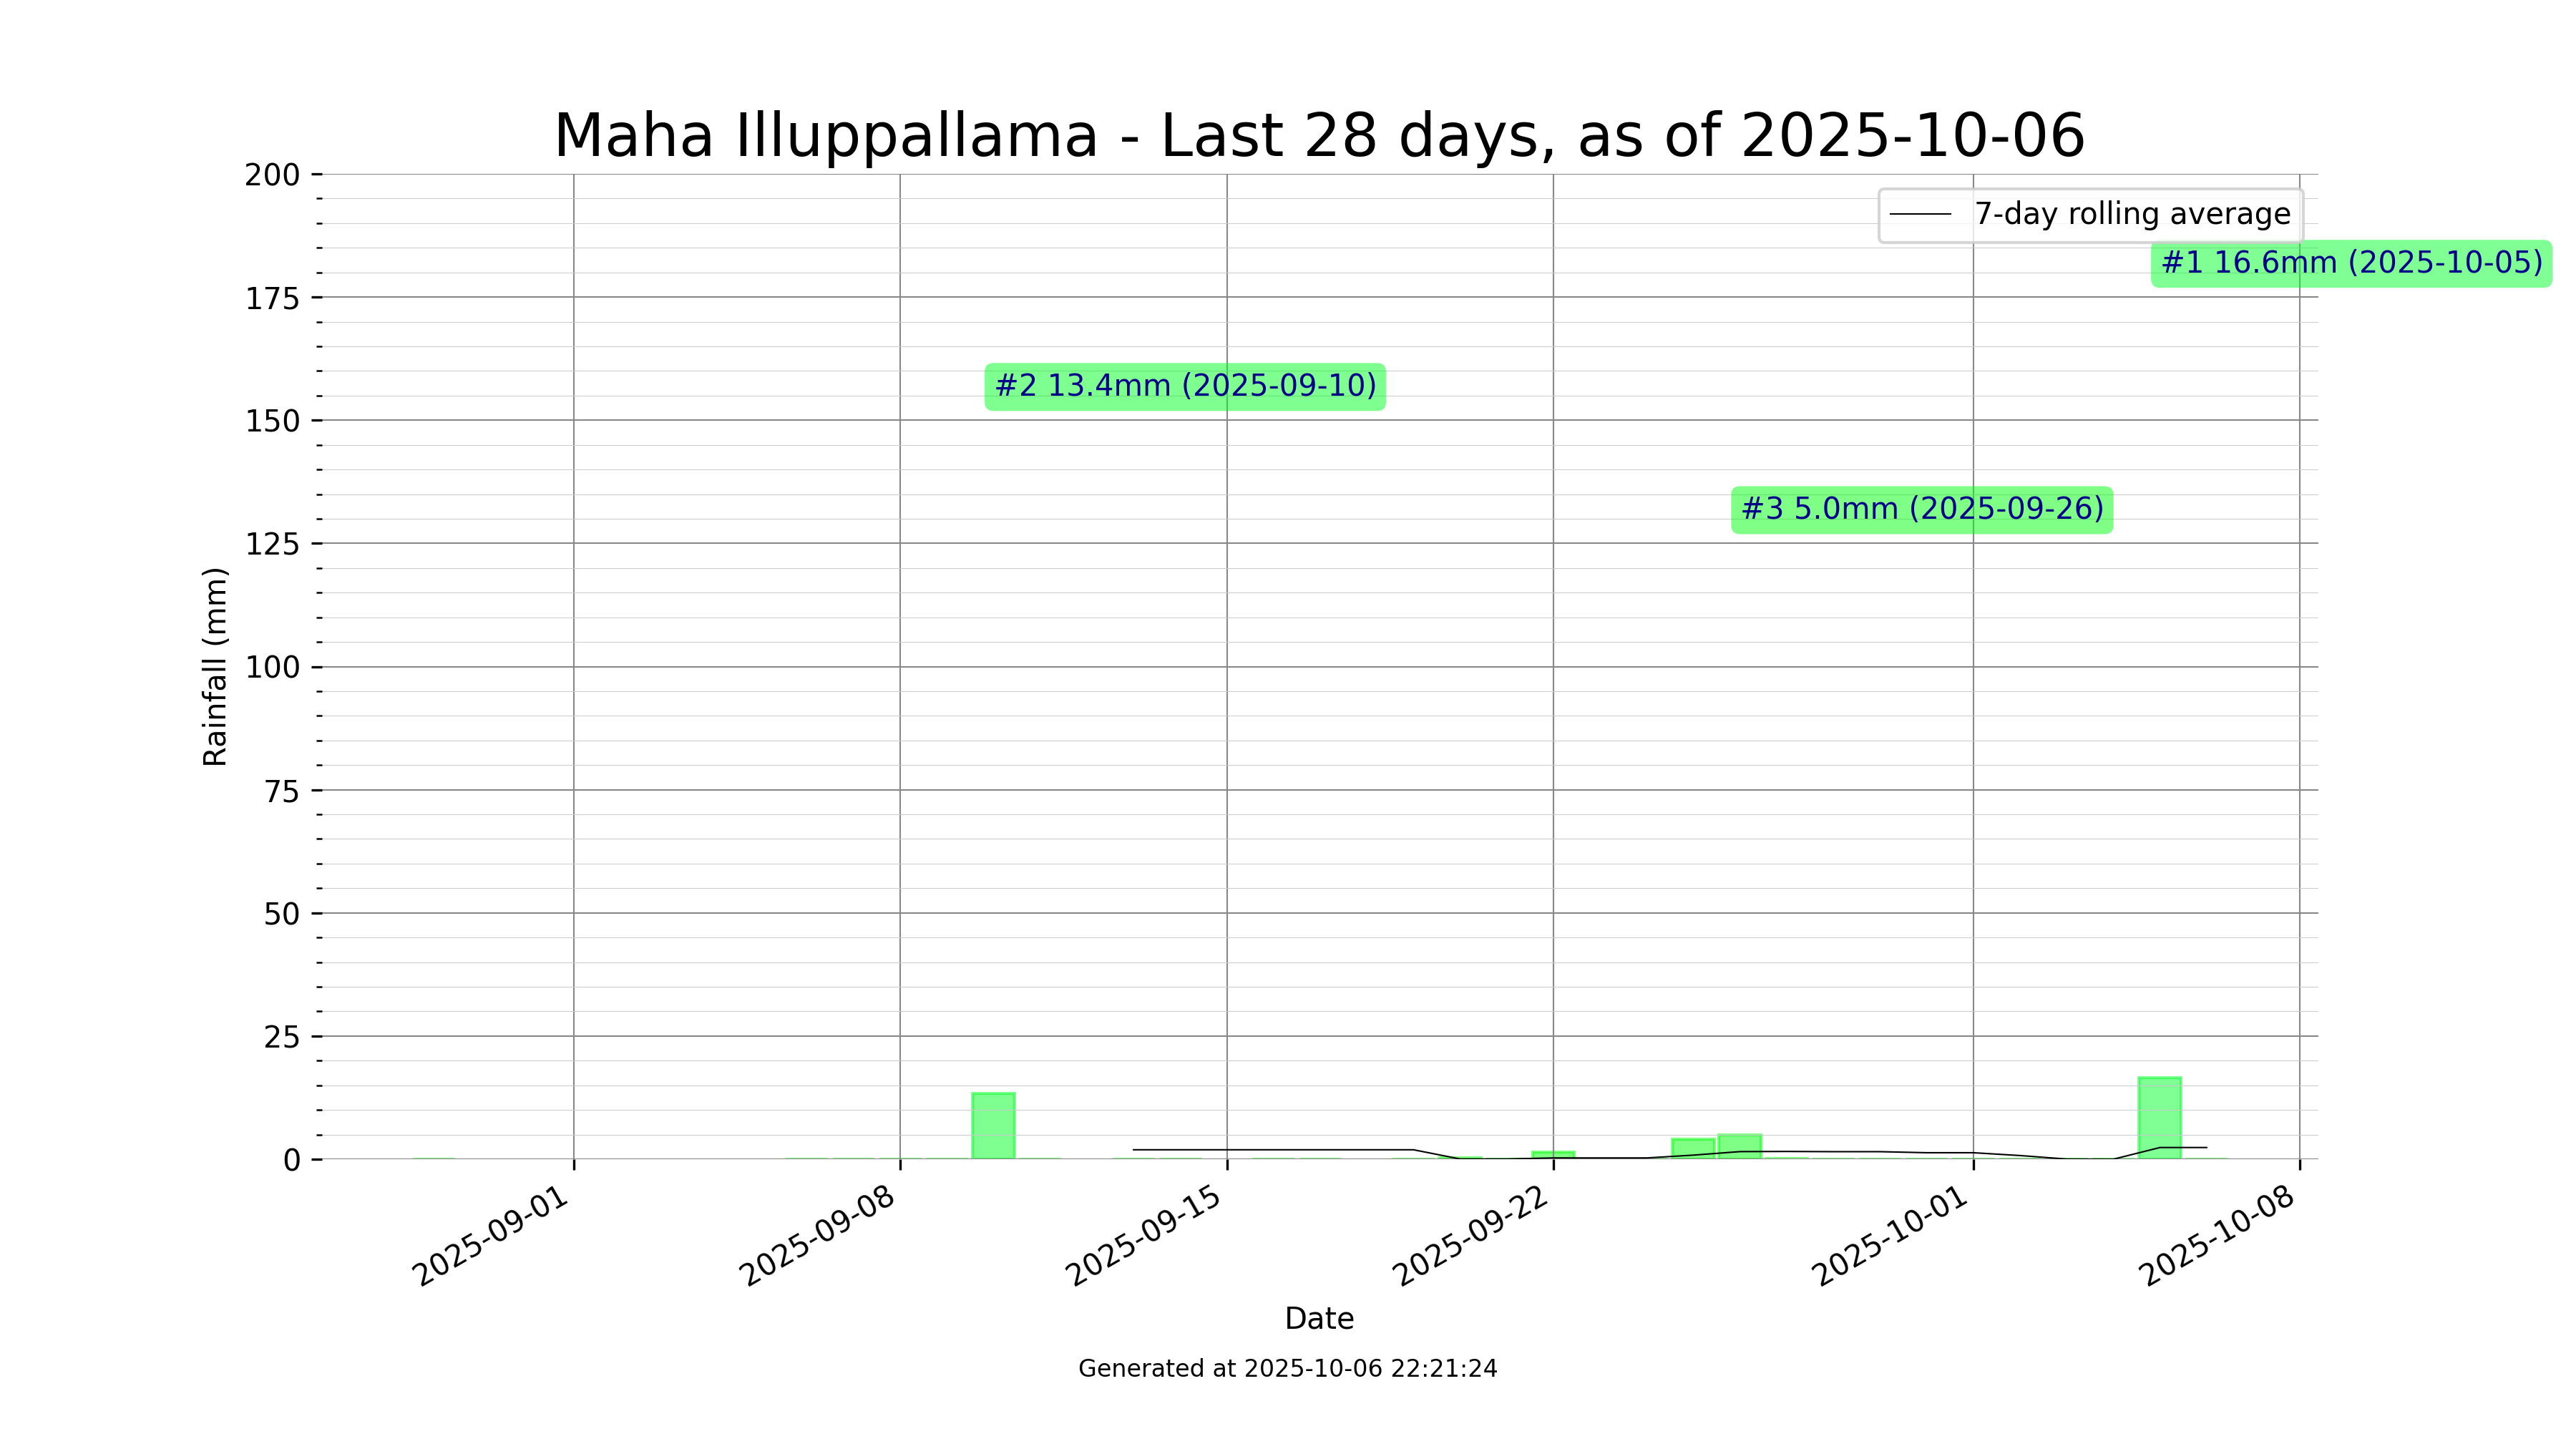 Maha Illuppallama - Last 28 days, as of 2025-10-06
7-day rolling average
#1 16.6mm (2025-10-05)
#2 13.4mm (2025-09-10)
#3 5.0mm (2025-09-26)
Rainfall (mm)
200
175
150
125
100
75
50
25
0
2025-09-01
2025-09-08
2025-09-15
2025-09-22
2025-10-01
2025-10-08
Date
Generated at 2025-10-06 22:21:24